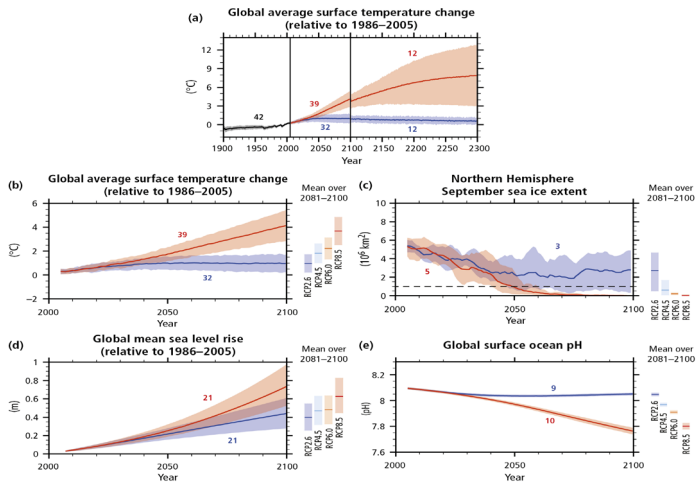 (a)
Global average surface temperature change
(relative to 1986–2005)
12
9
6
3
0
(°C)
42
39
32
12
12
1900 1950 2000 2050 2100 2150 2200 2250 2300
Year
(b)
Global average surface temperature change
(relative to 1986–2005)
Mean over
2081–2100
6
4
2
0
−2
(°C)
39
32
2000 2050 2100
Year
RCP2.6
RCP4.5
RCP6.0
RCP8.5
(c)
Northern Hemisphere
September sea ice extent
Mean over
2081–2100
10
8
6
4
2
0
(10⁶ km²)
5
3
2000 2050 2100
Year
RCP2.6
RCP4.5
RCP6.0
RCP8.5
(d)
Global mean sea level rise
(relative to 1986–2005)
Mean over
2081–2100
1
0.8
0.6
0.4
0.2
0
(m)
21
21
2000 2050 2100
Year
RCP2.6
RCP4.5
RCP6.0
RCP8.5
(e)
Global surface ocean pH
Mean over
2081–2100
8.2
8
7.8
7.6
(pH)
9
10
2000 2050 2100
Year
RCP2.6
RCP4.5
RCP6.0
RCP8.5